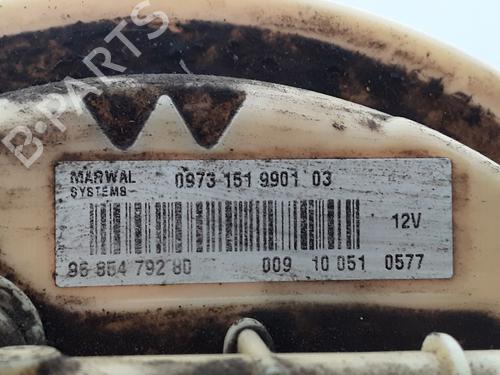 B-PARTS
MARWAL 0973 151 9901 03
SYSTEMS
12V
96 854 792 80 009 10 051 0577